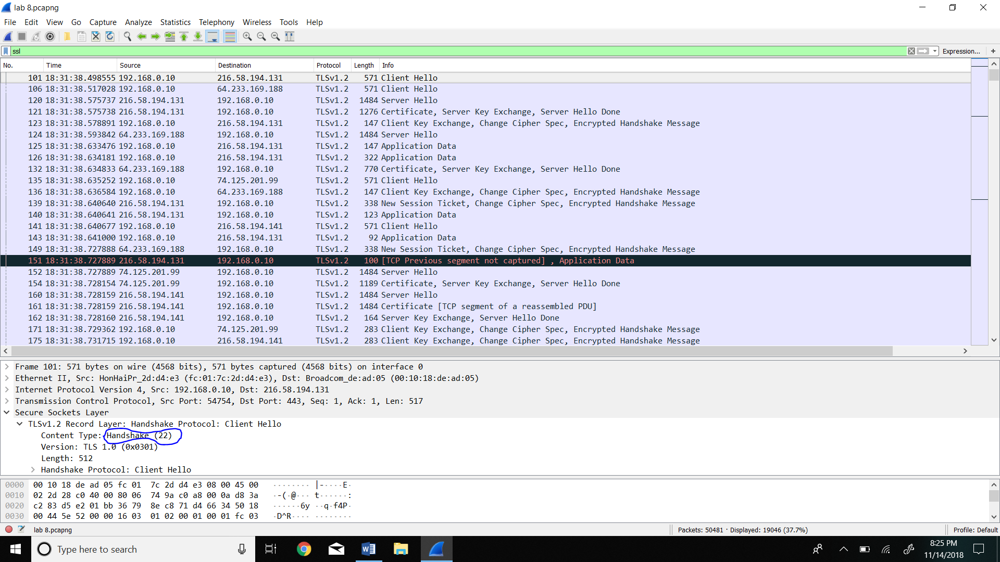 lab 8.pcapng
File Edit View Go Capture Analyze Statistics Telephony Wireless Tools Help
ssl Expression... +
No. Time Source Destination Protocol Length Info
101 18:31:38.498555 192.168.0.10 216.58.194.131 TLSv1.2 571 Client Hello
106 18:31:38.517028 192.168.0.10 64.233.169.188 TLSv1.2 571 Client Hello
120 18:31:38.575737 216.58.194.131 192.168.0.10 TLSv1.2 1484 Server Hello
121 18:31:38.575738 216.58.194.131 192.168.0.10 TLSv1.2 1276 Certificate, Server Key Exchange, Server Hello Done
123 18:31:38.578891 192.168.0.10 216.58.194.131 TLSv1.2 147 Client Key Exchange, Change Cipher Spec, Encrypted Handshake Message
124 18:31:38.593842 64.233.169.188 192.168.0.10 TLSv1.2 1484 Server Hello
125 18:31:38.633476 192.168.0.10 216.58.194.131 TLSv1.2 147 Application Data
126 18:31:38.634181 192.168.0.10 216.58.194.131 TLSv1.2 322 Application Data
132 18:31:38.634833 64.233.169.188 192.168.0.10 TLSv1.2 770 Certificate, Server Key Exchange, Server Hello Done
135 18:31:38.635252 192.168.0.10 74.125.201.99 TLSv1.2 571 Client Hello
136 18:31:38.636584 192.168.0.10 64.233.169.188 TLSv1.2 147 Client Key Exchange, Change Cipher Spec, Encrypted Handshake Message
139 18:31:38.640640 216.58.194.131 192.168.0.10 TLSv1.2 338 New Session Ticket, Change Cipher Spec, Encrypted Handshake Message
140 18:31:38.640641 216.58.194.131 192.168.0.10 TLSv1.2 123 Application Data
141 18:31:38.640677 192.168.0.10 216.58.194.141 TLSv1.2 571 Client Hello
143 18:31:38.641000 192.168.0.10 216.58.194.131 TLSv1.2 92 Application Data
149 18:31:38.727888 64.233.169.188 192.168.0.10 TLSv1.2 338 New Session Ticket, Change Cipher Spec, Encrypted Handshake Message
151 18:31:38.727889 216.58.194.131 192.168.0.10 TLSv1.2 100 [TCP Previous segment not captured] , Application Data
152 18:31:38.727889 74.125.201.99 192.168.0.10 TLSv1.2 1484 Server Hello
154 18:31:38.728154 74.125.201.99 192.168.0.10 TLSv1.2 1189 Certificate, Server Key Exchange, Server Hello Done
160 18:31:38.728159 216.58.194.141 192.168.0.10 TLSv1.2 1484 Server Hello
161 18:31:38.728159 216.58.194.141 192.168.0.10 TLSv1.2 1484 Certificate [TCP segment of a reassembled PDU]
162 18:31:38.728160 216.58.194.141 192.168.0.10 TLSv1.2 164 Server Key Exchange, Server Hello Done
171 18:31:38.729362 192.168.0.10 74.125.201.99 TLSv1.2 283 Client Key Exchange, Change Cipher Spec, Encrypted Handshake Message
175 18:31:38.731715 192.168.0.10 216.58.194.141 TLSv1.2 283 Client Key Exchange, Change Cipher Spec, Encrypted Handshake Message
Frame 101: 571 bytes on wire (4568 bits), 571 bytes captured (4568 bits) on interface 0
Ethernet II, Src: HonHaiPr_2d:d4:e3 (fc:01:7c:2d:d4:e3), Dst: Broadcom_de:ad:05 (00:10:18:de:ad:05)
Internet Protocol Version 4, Src: 192.168.0.10, Dst: 216.58.194.131
Transmission Control Protocol, Src Port: 54754, Dst Port: 443, Seq: 1, Ack: 1, Len: 517
Secure Sockets Layer
TLSv1.2 Record Layer: Handshake Protocol: Client Hello
Content Type: Handshake (22)
Version: TLS 1.0 (0x0301)
Length: 512
Handshake Protocol: Client Hello
0000 00 10 18 de ad 05 fc 01 7c 2d d4 e3 08 00 45 00 ········ |-····E·
0010 02 2d 28 c0 40 00 80 06 74 9a c0 a8 00 0a d8 3a ·-(·@··· t······:
0020 c2 83 d5 e2 01 bb 36 79 8e c8 71 d4 66 34 50 18 ······6y ··q·f4P·
0030 00 44 5e 52 00 00 16 03 01 02 00 01 00 01 fc 03 ·D^R···· ········
lab 8.pcapng Packets: 50481 · Displayed: 19046 (37.7%) Profile: Default
Type here to search
8:25 PM
11/14/2018